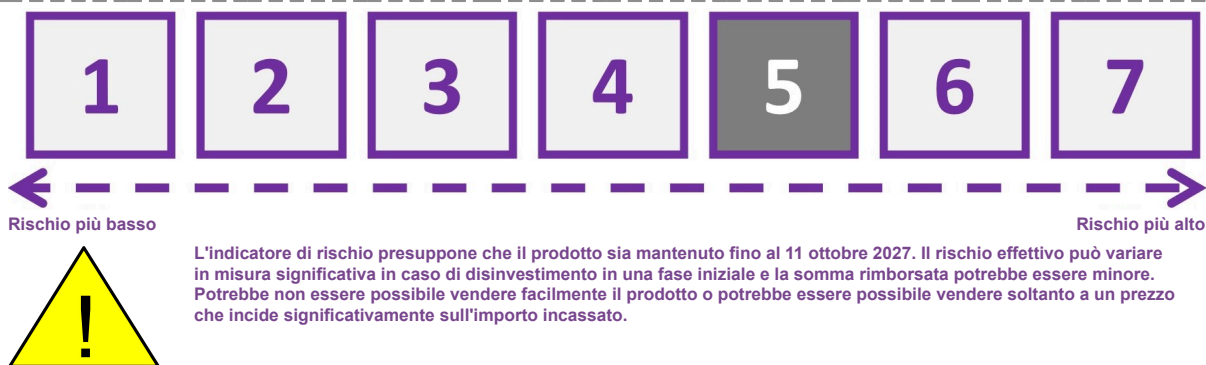 1 2 3 4 5 6 7
Rischio più basso Rischio più alto
L'indicatore di rischio presuppone che il prodotto sia mantenuto fino al 11 ottobre 2027. Il rischio effettivo può variare
in misura significativa in caso di disinvestimento in una fase iniziale e la somma rimborsata potrebbe essere minore.
Potrebbe non essere possibile vendere facilmente il prodotto o potrebbe essere possibile vendere soltanto a un prezzo
che incide significativamente sull'importo incassato.
!